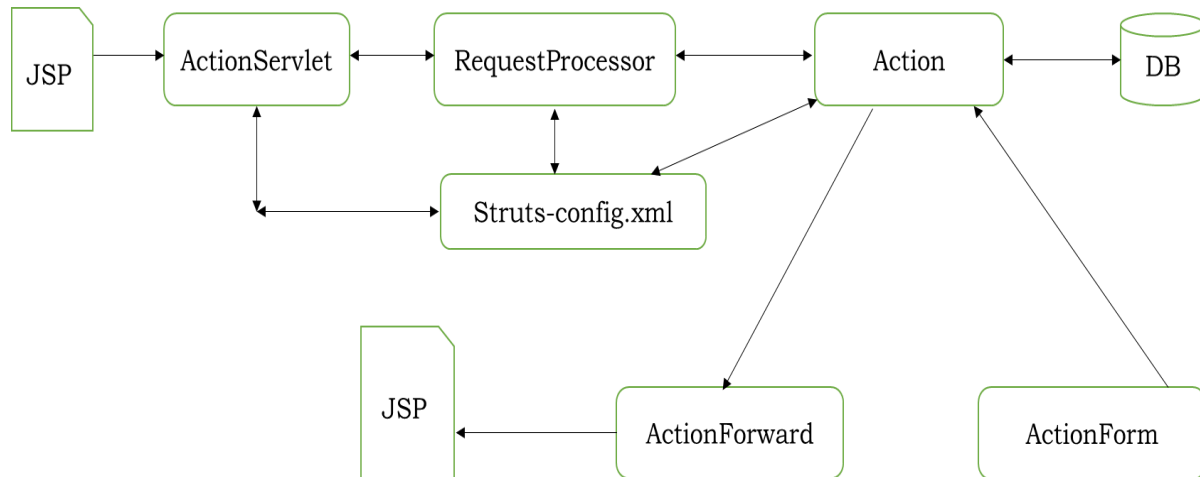 JSP
ActionServlet
RequestProcessor
Action
DB
Struts-config.xml
JSP
ActionForward
ActionForm